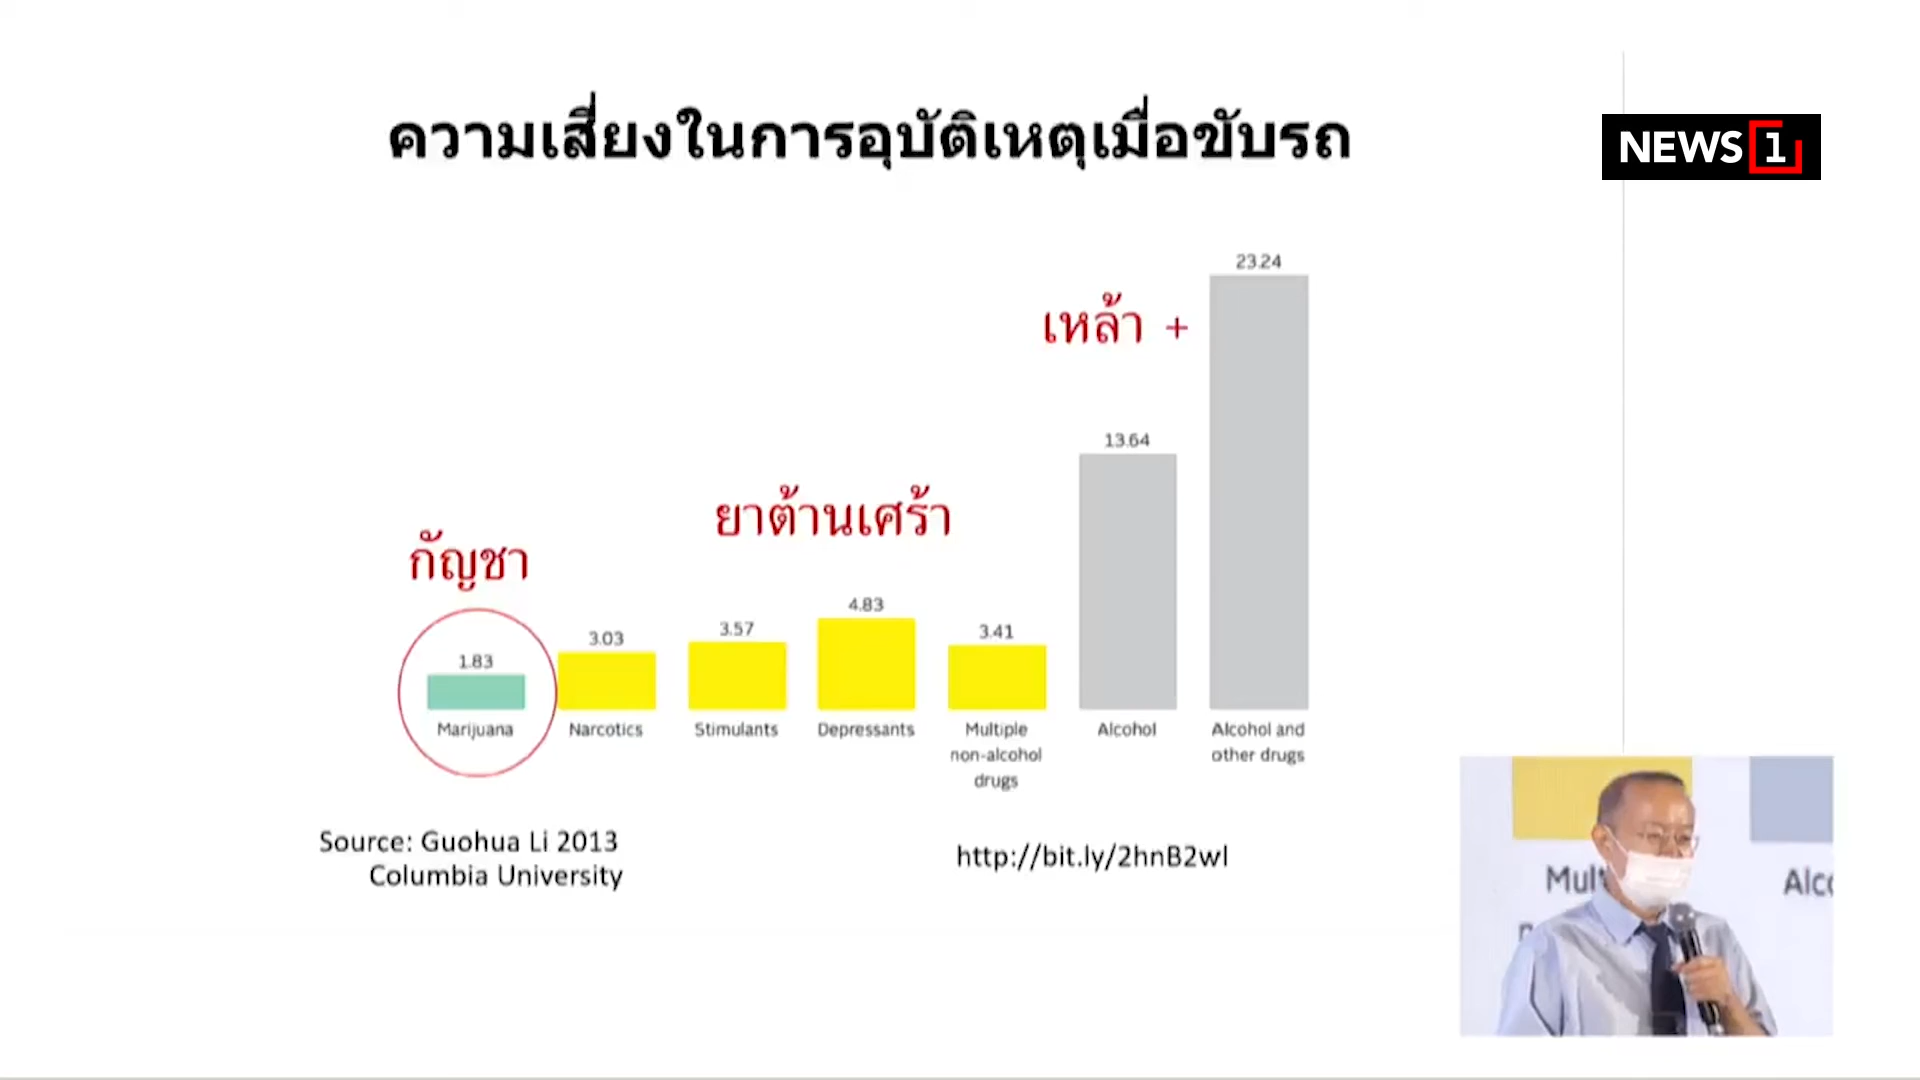 ความเสี่ยงในการอุบัติเหตุเมื่อขับรถ
NEWS 1
23.24
เหล้า +
13.64
ยาต้านเศร้า
กัญชา
4.83
3.57
3.41
3.03
1.83
Marijuana
Narcotics
Stimulants
Depressants
Multiple
non-alcohol
drugs
Alcohol
Alcohol and
other drugs
Source: Guohua Li 2013
Columbia University
http://bit.ly/2hnB2wl